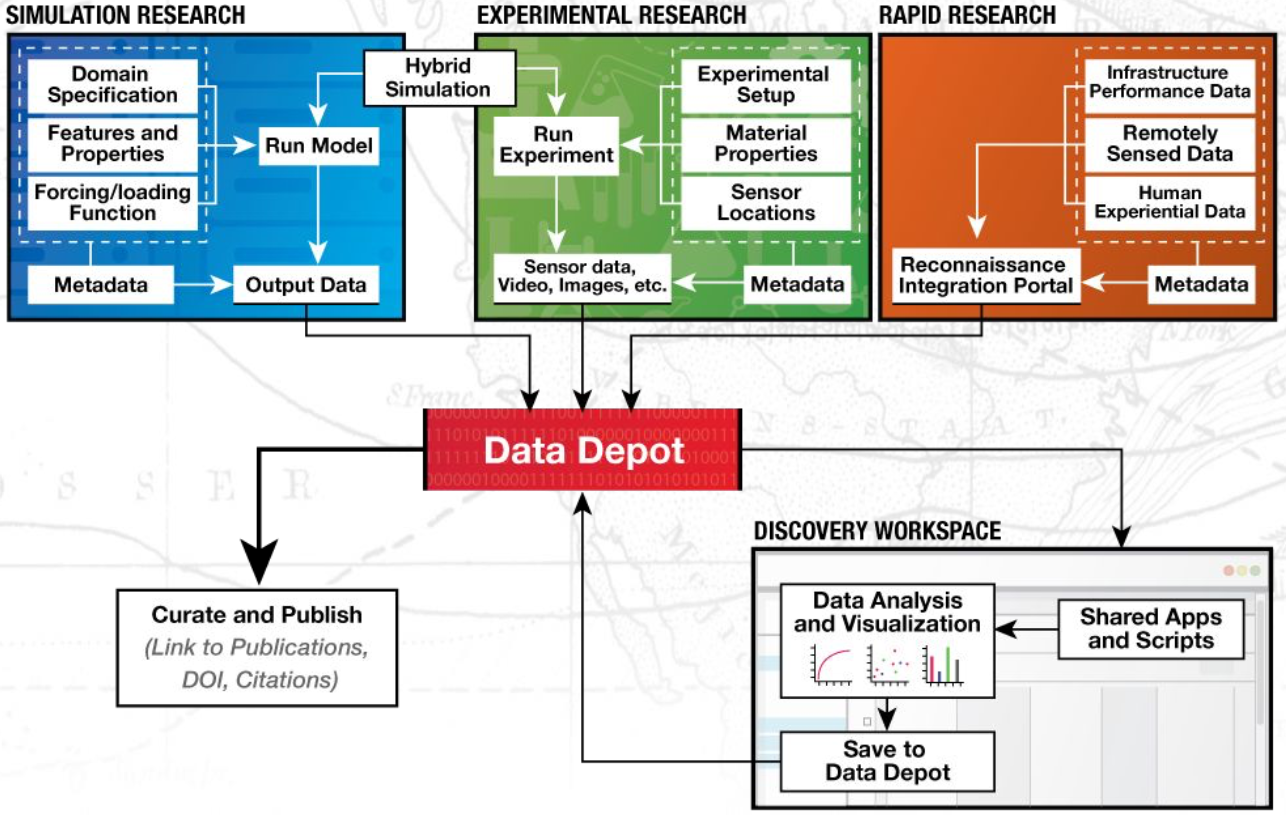 SIMULATION RESEARCH
EXPERIMENTAL RESEARCH
RAPID RESEARCH
Domain
Specification
Features and
Properties
Forcing/loading
Function
Metadata
Run Model
Output Data
Hybrid
Simulation
Run
Experiment
Sensor data,
Video, Images, etc.
Experimental
Setup
Material
Properties
Sensor
Locations
Metadata
Infrastructure
Performance Data
Remotely
Sensed Data
Human
Experiential Data
Reconnaissance
Integration Portal
Metadata
Data Depot
Curate and Publish
(Link to Publications,
DOI, Citations)
DISCOVERY WORKSPACE
Data Analysis
and Visualization
Shared Apps
and Scripts
Save to
Data Depot